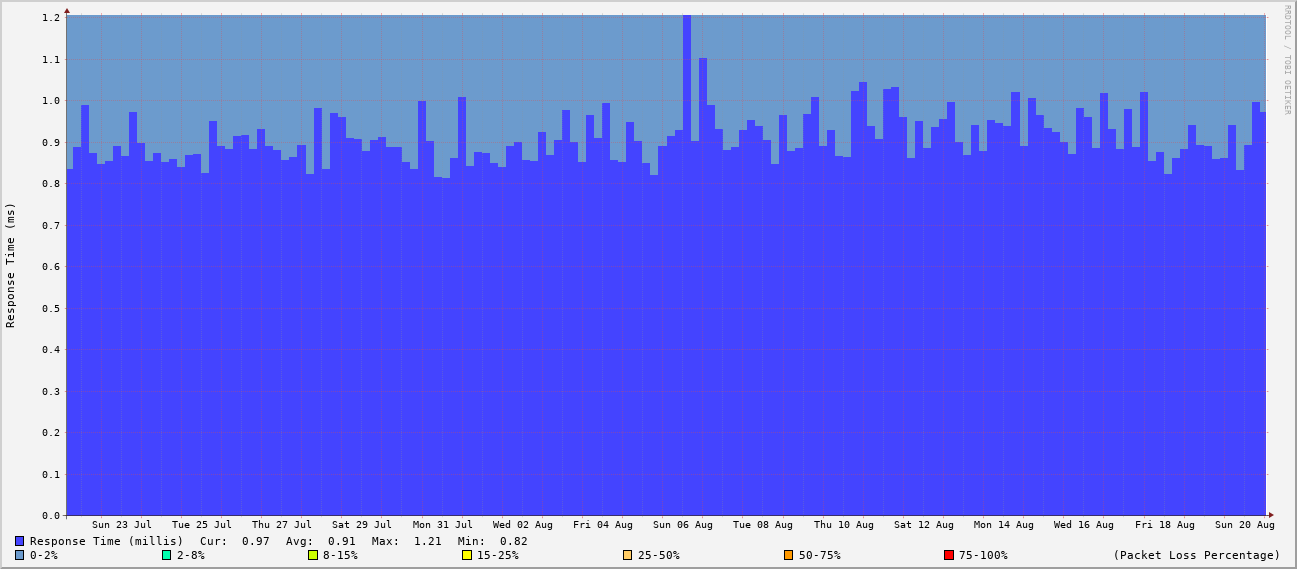 RRDTOOL / TOBI OETIKER
Response Time (ms)
1.2
1.1
1.0
0.9
0.8
0.7
0.6
0.5
0.4
0.3
0.2
0.1
0.0
Sun 23 Jul Tue 25 Jul Thu 27 Jul Sat 29 Jul Mon 31 Jul Wed 02 Aug Fri 04 Aug Sun 06 Aug Tue 08 Aug Thu 10 Aug Sat 12 Aug Mon 14 Aug Wed 16 Aug Fri 18 Aug Sun 20 Aug
Response Time (millis) Cur: 0.97 Avg: 0.91 Max: 1.21 Min: 0.82
0-2% 2-8% 8-15% 15-25% 25-50% 50-75% 75-100% (Packet Loss Percentage)